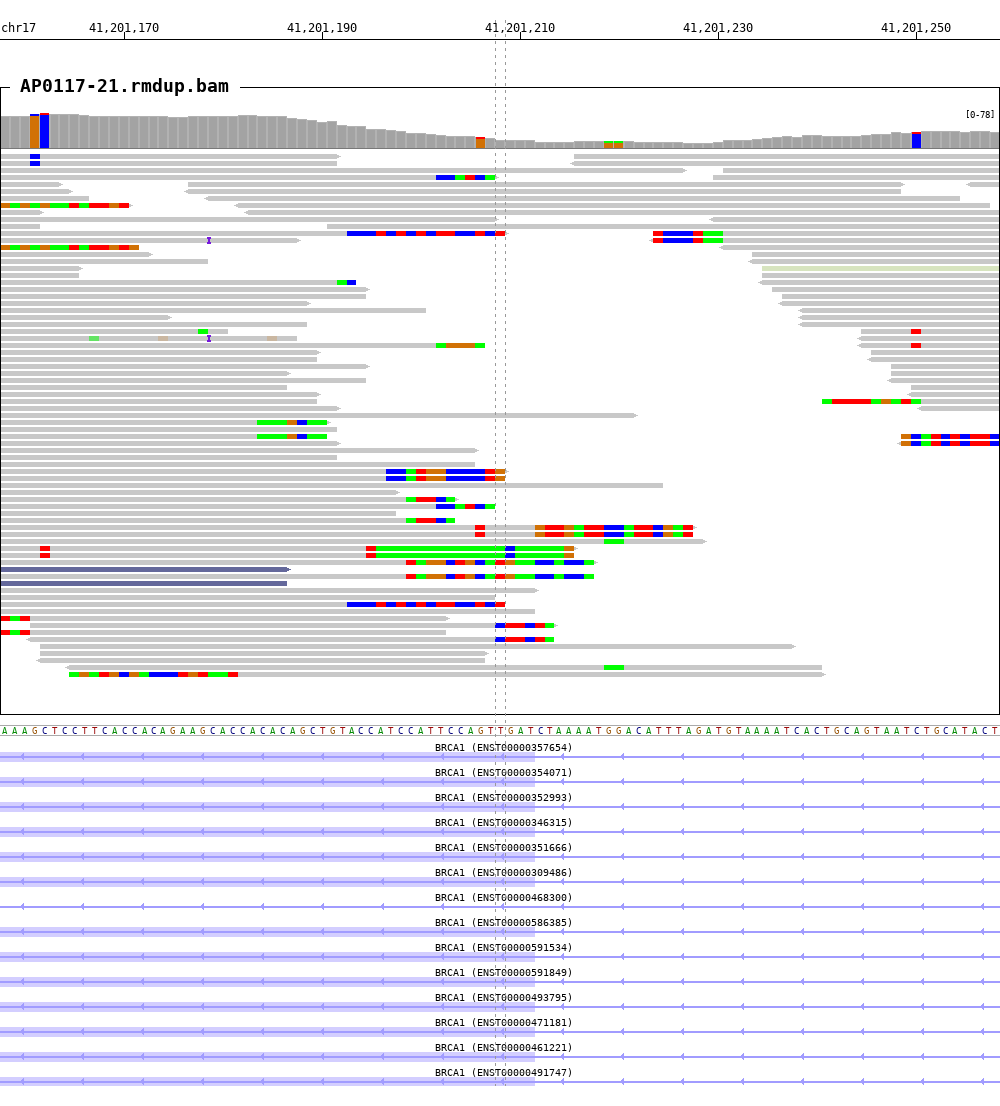 chr17 41,201,170 41,201,190 41,201,210 41,201,230 41,201,250
AP0117-21.rmdup.bam
[0-78]
A A A G C T C C T T C A C C A C A G A A G C A C C A C A C A G C T G T A C C A T C C A T T C C A G T T G A T C T A A A A T G G A C A T T T A G A T G T A A A A T C A C T G C A G T A A T C T G C A T A C T
BRCA1 (ENST00000357654)
BRCA1 (ENST00000354071)
BRCA1 (ENST00000352993)
BRCA1 (ENST00000346315)
BRCA1 (ENST00000351666)
BRCA1 (ENST00000309486)
BRCA1 (ENST00000468300)
BRCA1 (ENST00000586385)
BRCA1 (ENST00000591534)
BRCA1 (ENST00000591849)
BRCA1 (ENST00000493795)
BRCA1 (ENST00000471181)
BRCA1 (ENST00000461221)
BRCA1 (ENST00000491747)